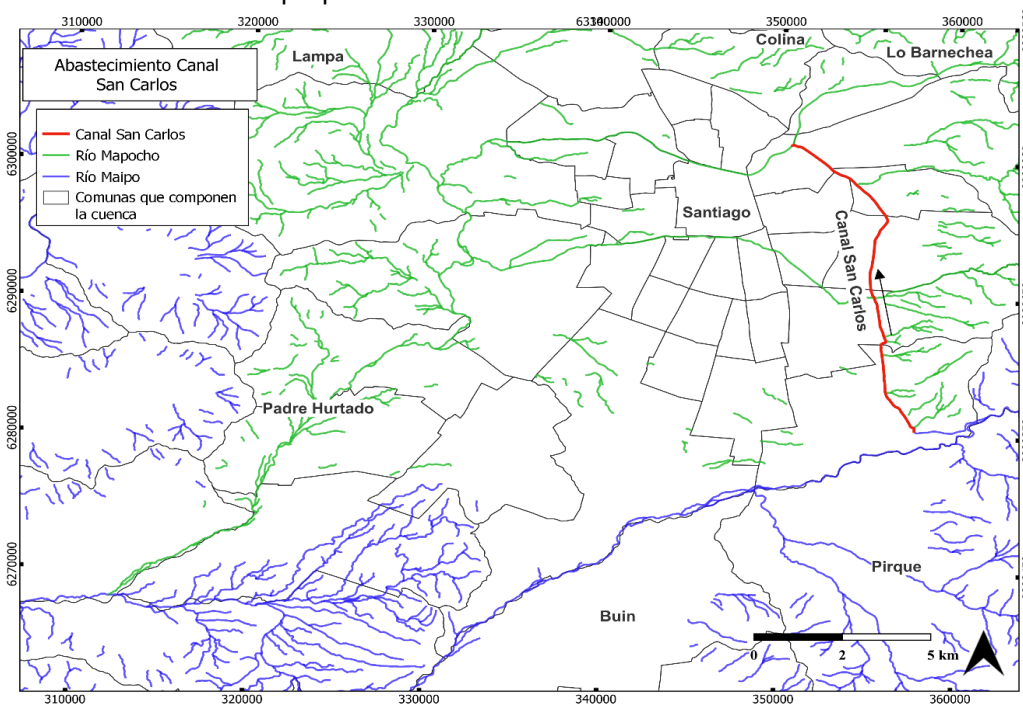 310000
320000
330000
6310000
340000
350000
360000
Colina
Lo Barnechea
Lampa
Abastecimiento Canal
San Carlos
Canal San Carlos
Río Mapocho
Río Maipo
Comunas que componen
la cuenca
6300000
Santiago
Canal San Carlos
6290000
Padre Hurtado
6280000
6270000
Pirque
Buin
0 2 5 km
310000
320000
330000
340000
350000
360000